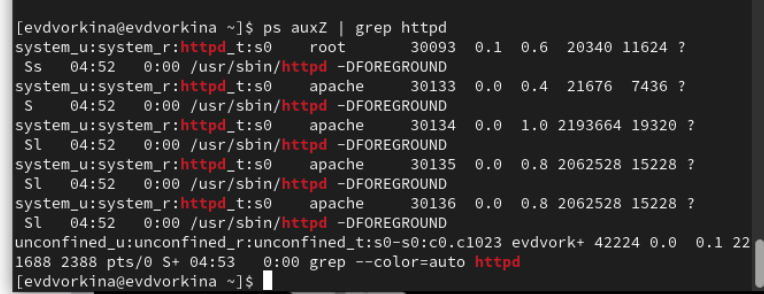 [evdvorkina@evdvorkina ~]$ ps auxZ | grep httpd
system_u:system_r:httpd_t:s0    root      30093  0.1  0.6  20340 11624 ?
 Ss   04:52   0:00 /usr/sbin/httpd -DFOREGROUND
system_u:system_r:httpd_t:s0    apache    30133  0.0  0.4  21676  7436 ?
 S    04:52   0:00 /usr/sbin/httpd -DFOREGROUND
system_u:system_r:httpd_t:s0    apache    30134  0.0  1.0 2193664 19320 ?
 Sl   04:52   0:00 /usr/sbin/httpd -DFOREGROUND
system_u:system_r:httpd_t:s0    apache    30135  0.0  0.8 2062528 15228 ?
 Sl   04:52   0:00 /usr/sbin/httpd -DFOREGROUND
system_u:system_r:httpd_t:s0    apache    30136  0.0  0.8 2062528 15228 ?
 Sl   04:52   0:00 /usr/sbin/httpd -DFOREGROUND
unconfined_u:unconfined_r:unconfined_t:s0-s0:c0.c1023 evdvork+ 42224 0.0  0.1 22
1688 2388 pts/0 S+ 04:53   0:00 grep --color=auto httpd
[evdvorkina@evdvorkina ~]$